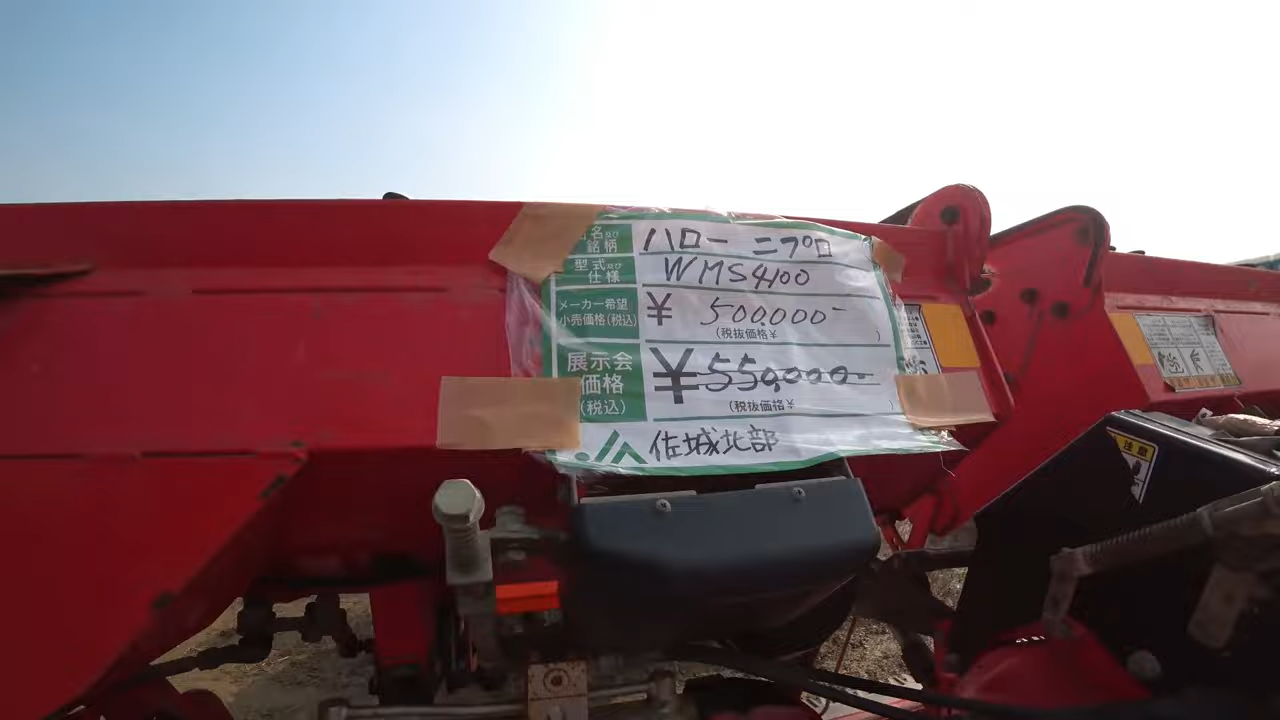 名及び
銘柄 ハロー ニプロ
型式及び
仕様 WMS4100
メーカー希望
小売価格(税込) ¥ 500,000-
(税抜価格¥ )
展示会
価格
(税込) ¥550,000-
(税抜価格¥ )
佐城北部
注意